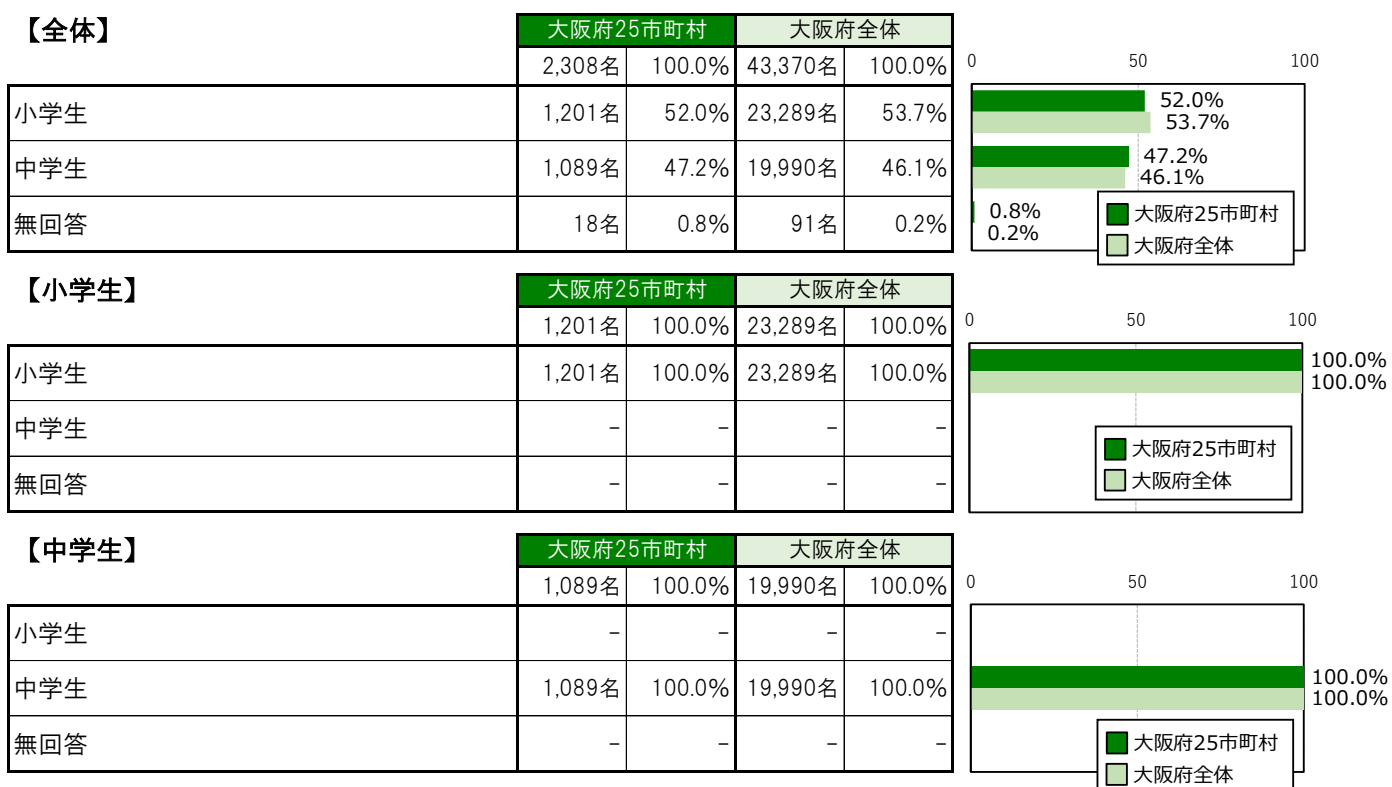 【全体】
大阪府25市町村 大阪府全体
2,308名 100.0% 43,370名 100.0%
小学生 1,201名 52.0% 23,289名 53.7%
中学生 1,089名 47.2% 19,990名 46.1%
無回答 18名 0.8% 91名 0.2%
0 50 100
52.0%
53.7%
47.2%
46.1%
0.8%
0.2%
大阪府25市町村
大阪府全体
【小学生】
大阪府25市町村 大阪府全体
1,201名 100.0% 23,289名 100.0%
小学生 1,201名 100.0% 23,289名 100.0%
中学生 － － － －
無回答 － － － －
0 50 100
100.0%
100.0%
大阪府25市町村
大阪府全体
【中学生】
大阪府25市町村 大阪府全体
1,089名 100.0% 19,990名 100.0%
小学生 － － － －
中学生 1,089名 100.0% 19,990名 100.0%
無回答 － － － －
0 50 100
100.0%
100.0%
大阪府25市町村
大阪府全体